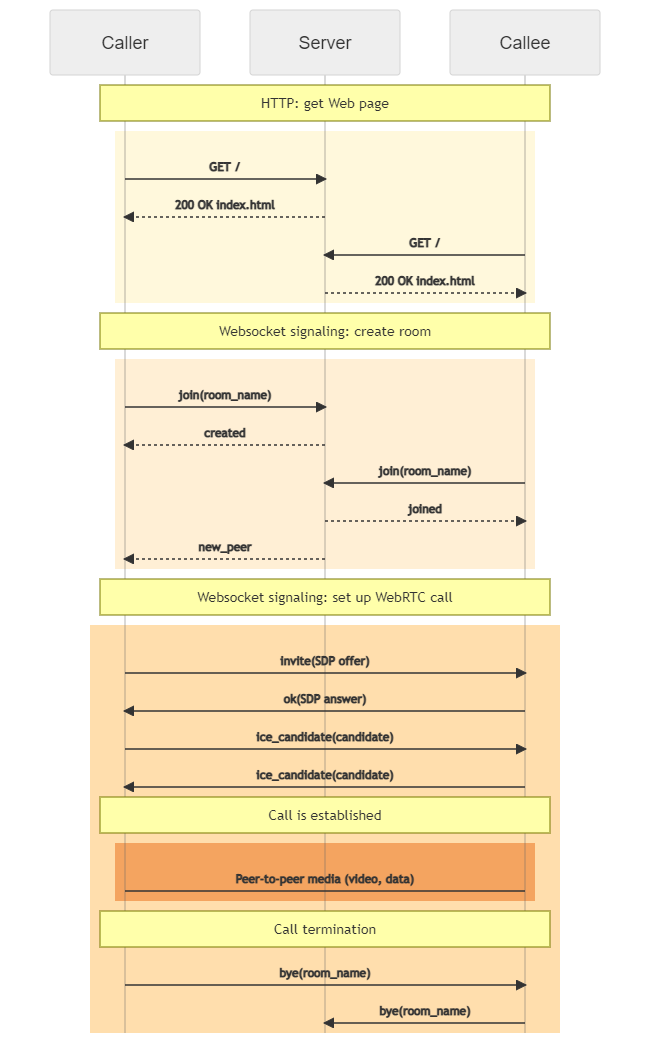 Caller
Server
Callee
HTTP: get Web page
GET /
200 OK index.html
GET /
200 OK index.html
Websocket signaling: create room
join(room_name)
created
join(room_name)
joined
new_peer
Websocket signaling: set up WebRTC call
invite(SDP offer)
ok(SDP answer)
ice_candidate(candidate)
ice_candidate(candidate)
Call is established
Peer-to-peer media (video, data)
Call termination
bye(room_name)
bye(room_name)